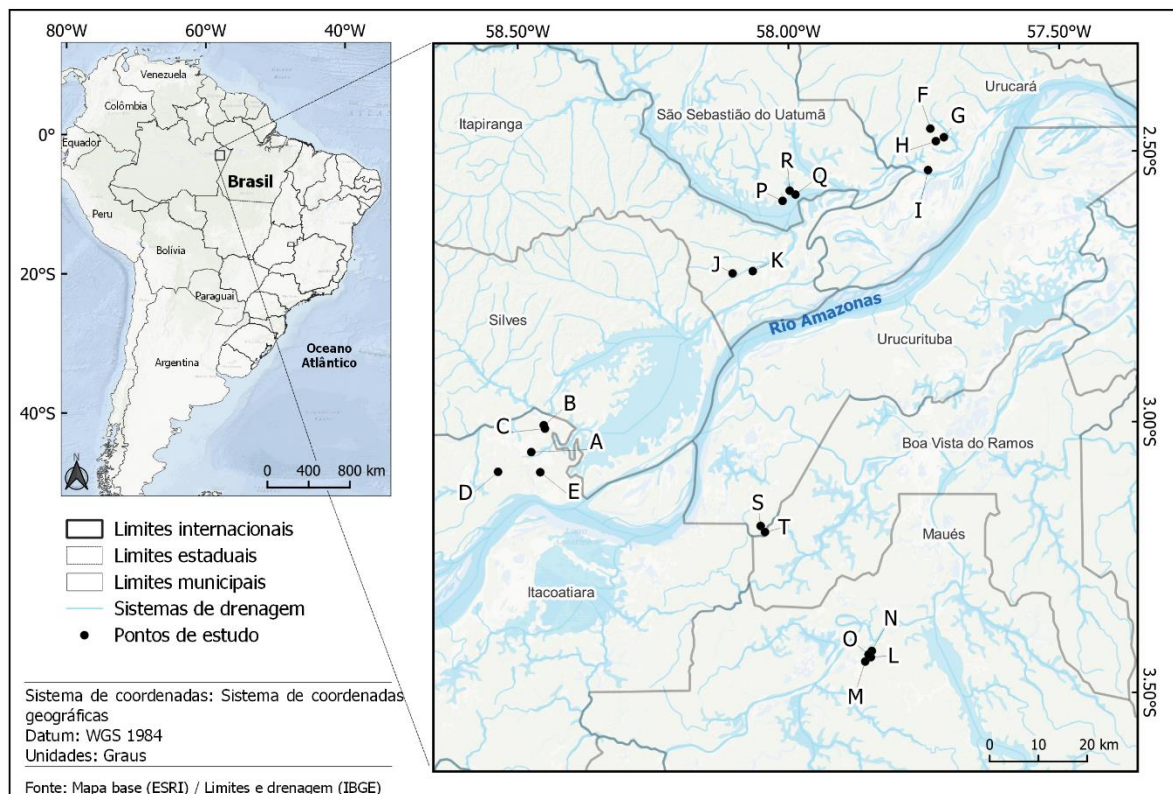 80°W
60°W
40°W
0°
20°S
40°S
Venezuela
Colômbia
Equador
Brasil
Peru
Bolívia
Paraguai
Argentina
Oceano
Atlântico
0 400 800 km
Limites internacionais
Limites estaduais
Limites municipais
Sistemas de drenagem
Pontos de estudo
Sistema de coordenadas: Sistema de coordenadas
geográficas
Datum: WGS 1984
Unidades: Graus
Fonte: Mapa base (ESRI) / Limites e drenagem (IBGE)
58.50°W
58.00°W
57.50°W
2.50°S
3.00°S
3.50°S
Urucará
São Sebastião do Uatumã
Itapiranga
F
G
H
I
R
Q
P
J
K
Rio Amazonas
Silves
Urucurituba
B
C
A
D
E
Boa Vista do Ramos
S
T
Maués
Itacoatiara
N
O
L
M
0 10 20 km